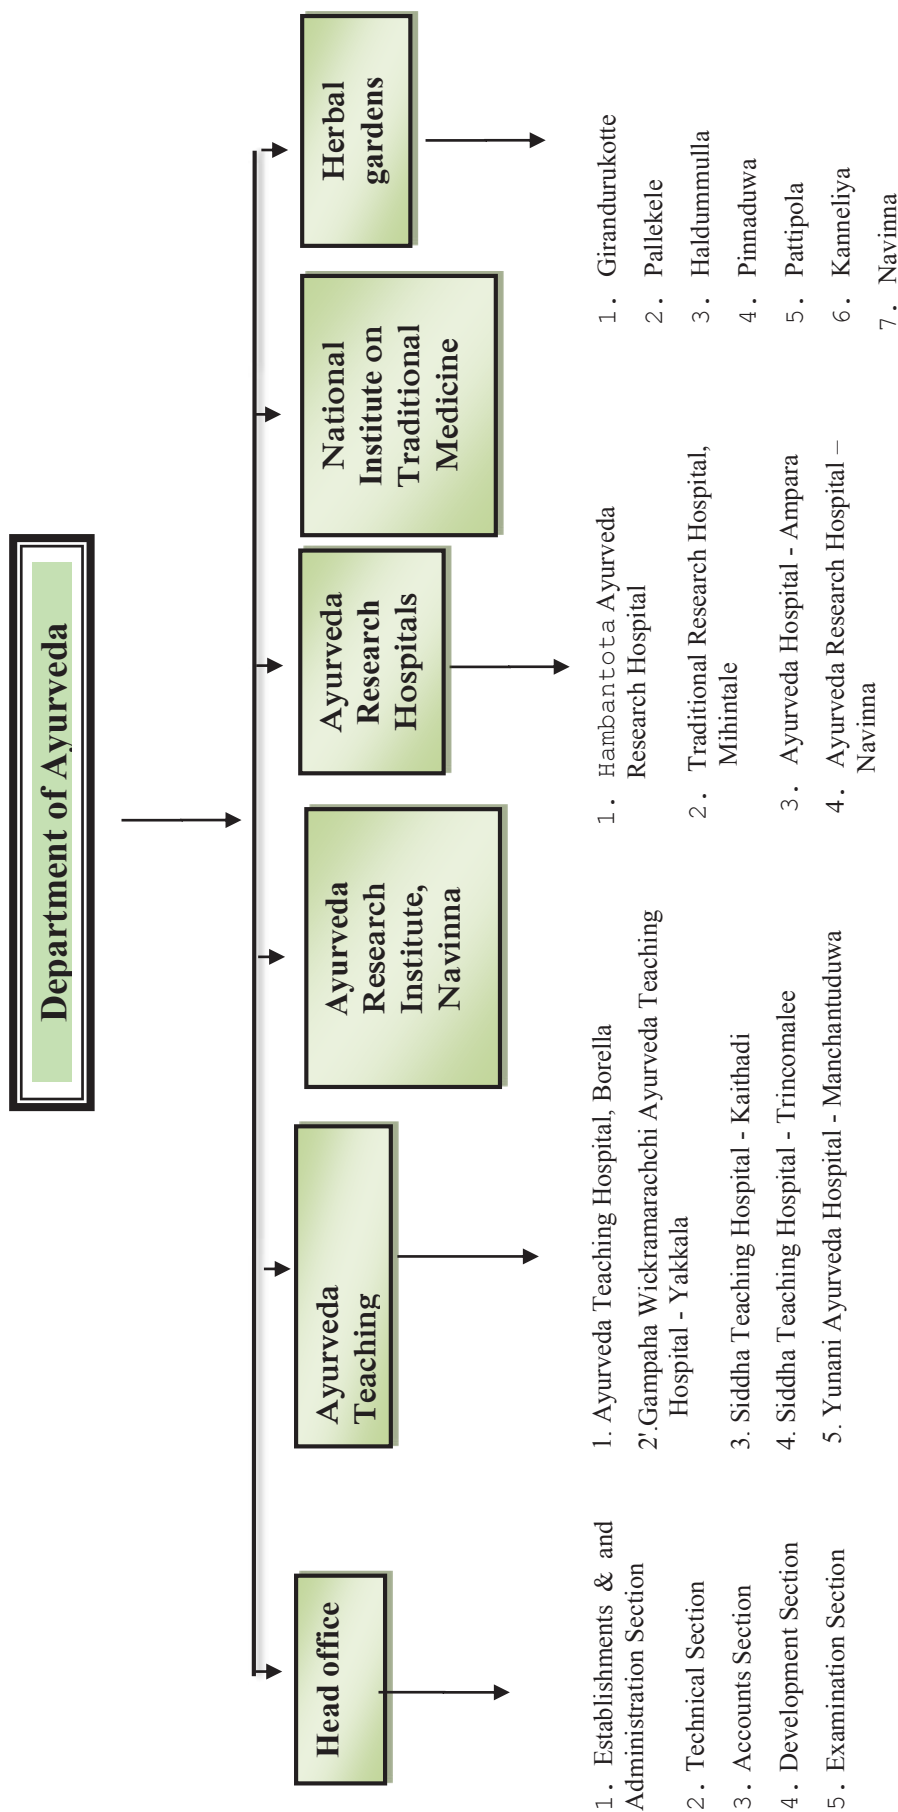 Department of Ayurveda
Head office
Ayurveda
Teaching
Ayurveda
Research
Institute,
Navinna
Ayurveda
Research
Hospitals
National
Institute on
Traditional
Medicine
Herbal
gardens
1. Establishments & and
Administration Section
2. Technical Section
3. Accounts Section
4. Development Section
5. Examination Section
1. Ayurveda Teaching Hospital, Borella
2'.Gampaha Wickramarachchi Ayurveda Teaching
Hospital - Yakkala
3. Siddha Teaching Hospital - Kaithadi
4. Siddha Teaching Hospital - Trincomalee
5. Yunani Ayurveda Hospital - Manchantuduwa
1. Hambantota Ayurveda
Research Hospital
2. Traditional Research Hospital,
Mihintale
3. Ayurveda Hospital - Ampara
4. Ayurveda Research Hospital –
Navinna
1. Girandurukotte
2. Pallekele
3. Haldummulla
4. Pinnaduwa
5. Pattipola
6. Kanneliya
7. Navinna